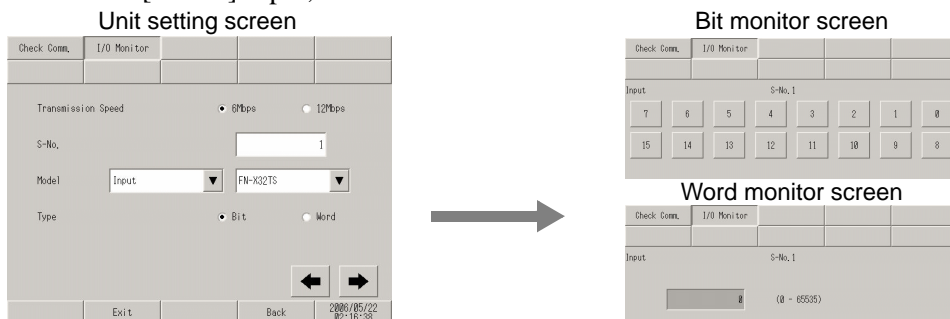 Unit setting screen
Check Comm. I/O Monitor
Transmission Speed 6Mbps 12Mbps
S-No. 1
Model Input FN-X32TS
Type Bit Word
Exit Back 2006/05/22
02:16:38
Bit monitor screen
Check Comm. I/O Monitor
Input S-No.1
7 6 5 4 3 2 1 0
15 14 13 12 11 10 9 8
Word monitor screen
Check Comm. I/O Monitor
Input S-No.1
0 (0 - 65535)